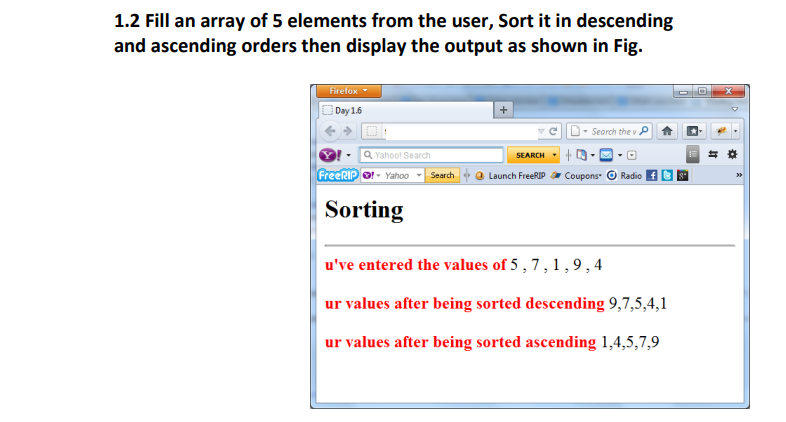 1.2 Fill an array of 5 elements from the user, Sort it in descending
and ascending orders then display the output as shown in Fig.
Firefox
Day 1.6
+
Search the v
Y! Yahoo! Search SEARCH
FreeRIP Y! - Yahoo Search Launch FreeRIP Coupons Radio f g+ »
Sorting
u've entered the values of 5 , 7 , 1 , 9 , 4
ur values after being sorted descending 9,7,5,4,1
ur values after being sorted ascending 1,4,5,7,9